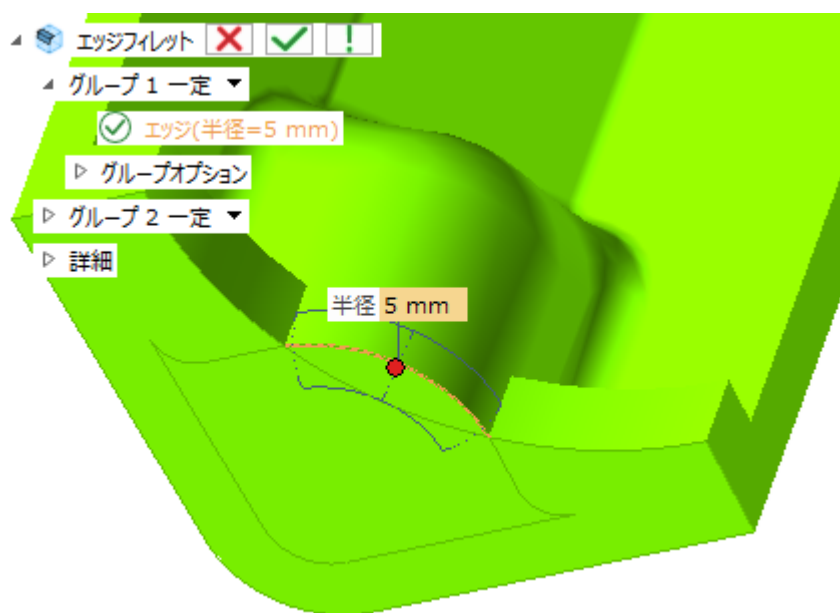 エッジフィレット
グループ 1 一定
エッジ(半径=5 mm)
グループオプション
グループ 2 一定
詳細
半径 5 mm